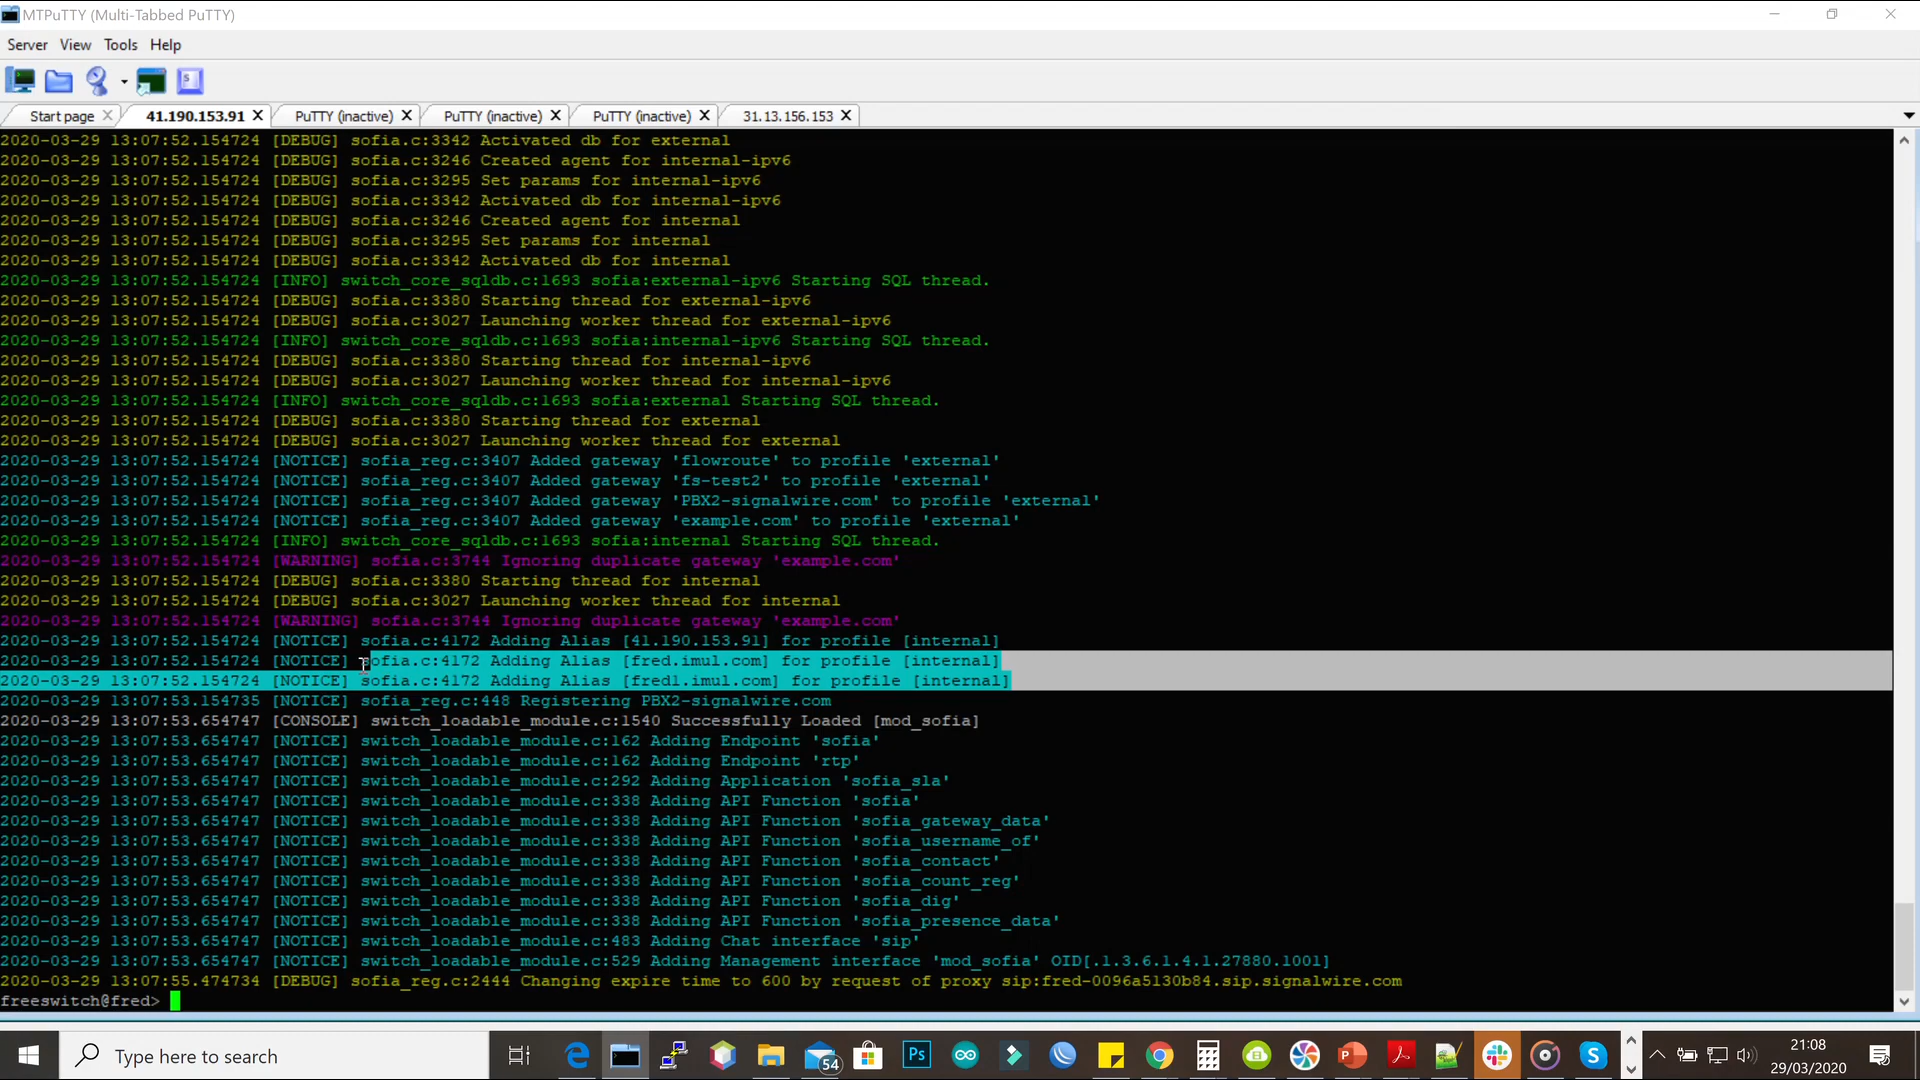 MTPuTTY (Multi-Tabbed PuTTY)
Server View Tools Help
Start page 41.190.153.91 PuTTY (inactive) PuTTY (inactive) PuTTY (inactive) 31.13.156.153
2020-03-29 13:07:52.154724 [DEBUG] sofia.c:3342 Activated db for external
2020-03-29 13:07:52.154724 [DEBUG] sofia.c:3246 Created agent for internal-ipv6
2020-03-29 13:07:52.154724 [DEBUG] sofia.c:3295 Set params for internal-ipv6
2020-03-29 13:07:52.154724 [DEBUG] sofia.c:3342 Activated db for internal-ipv6
2020-03-29 13:07:52.154724 [DEBUG] sofia.c:3246 Created agent for internal
2020-03-29 13:07:52.154724 [DEBUG] sofia.c:3295 Set params for internal
2020-03-29 13:07:52.154724 [DEBUG] sofia.c:3342 Activated db for internal
2020-03-29 13:07:52.154724 [INFO] switch_core_sqldb.c:1693 sofia:external-ipv6 Starting SQL thread.
2020-03-29 13:07:52.154724 [DEBUG] sofia.c:3380 Starting thread for external-ipv6
2020-03-29 13:07:52.154724 [DEBUG] sofia.c:3027 Launching worker thread for external-ipv6
2020-03-29 13:07:52.154724 [INFO] switch_core_sqldb.c:1693 sofia:internal-ipv6 Starting SQL thread.
2020-03-29 13:07:52.154724 [DEBUG] sofia.c:3380 Starting thread for internal-ipv6
2020-03-29 13:07:52.154724 [DEBUG] sofia.c:3027 Launching worker thread for internal-ipv6
2020-03-29 13:07:52.154724 [INFO] switch_core_sqldb.c:1693 sofia:external Starting SQL thread.
2020-03-29 13:07:52.154724 [DEBUG] sofia.c:3380 Starting thread for external
2020-03-29 13:07:52.154724 [DEBUG] sofia.c:3027 Launching worker thread for external
2020-03-29 13:07:52.154724 [NOTICE] sofia_reg.c:3407 Added gateway 'flowroute' to profile 'external'
2020-03-29 13:07:52.154724 [NOTICE] sofia_reg.c:3407 Added gateway 'fs-test2' to profile 'external'
2020-03-29 13:07:52.154724 [NOTICE] sofia_reg.c:3407 Added gateway 'PBX2-signalwire.com' to profile 'external'
2020-03-29 13:07:52.154724 [NOTICE] sofia_reg.c:3407 Added gateway 'example.com' to profile 'external'
2020-03-29 13:07:52.154724 [INFO] switch_core_sqldb.c:1693 sofia:internal Starting SQL thread.
2020-03-29 13:07:52.154724 [WARNING] sofia.c:3744 Ignoring duplicate gateway 'example.com'
2020-03-29 13:07:52.154724 [DEBUG] sofia.c:3380 Starting thread for internal
2020-03-29 13:07:52.154724 [DEBUG] sofia.c:3027 Launching worker thread for internal
2020-03-29 13:07:52.154724 [WARNING] sofia.c:3744 Ignoring duplicate gateway 'example.com'
2020-03-29 13:07:52.154724 [NOTICE] sofia.c:4172 Adding Alias [41.190.153.91] for profile [internal]
2020-03-29 13:07:52.154724 [NOTICE] sofia.c:4172 Adding Alias [fred.imul.com] for profile [internal]
2020-03-29 13:07:52.154724 [NOTICE] sofia.c:4172 Adding Alias [fred1.imul.com] for profile [internal]
2020-03-29 13:07:53.154735 [NOTICE] sofia_reg.c:448 Registering PBX2-signalwire.com
2020-03-29 13:07:53.654747 [CONSOLE] switch_loadable_module.c:1540 Successfully Loaded [mod_sofia]
2020-03-29 13:07:53.654747 [NOTICE] switch_loadable_module.c:162 Adding Endpoint 'sofia'
2020-03-29 13:07:53.654747 [NOTICE] switch_loadable_module.c:162 Adding Endpoint 'rtp'
2020-03-29 13:07:53.654747 [NOTICE] switch_loadable_module.c:292 Adding Application 'sofia_sla'
2020-03-29 13:07:53.654747 [NOTICE] switch_loadable_module.c:338 Adding API Function 'sofia'
2020-03-29 13:07:53.654747 [NOTICE] switch_loadable_module.c:338 Adding API Function 'sofia_gateway_data'
2020-03-29 13:07:53.654747 [NOTICE] switch_loadable_module.c:338 Adding API Function 'sofia_username_of'
2020-03-29 13:07:53.654747 [NOTICE] switch_loadable_module.c:338 Adding API Function 'sofia_contact'
2020-03-29 13:07:53.654747 [NOTICE] switch_loadable_module.c:338 Adding API Function 'sofia_count_reg'
2020-03-29 13:07:53.654747 [NOTICE] switch_loadable_module.c:338 Adding API Function 'sofia_dig'
2020-03-29 13:07:53.654747 [NOTICE] switch_loadable_module.c:338 Adding API Function 'sofia_presence_data'
2020-03-29 13:07:53.654747 [NOTICE] switch_loadable_module.c:483 Adding Chat interface 'sip'
2020-03-29 13:07:53.654747 [NOTICE] switch_loadable_module.c:529 Adding Management interface 'mod_sofia' OID[.1.3.6.1.4.1.27880.1001]
2020-03-29 13:07:55.474734 [DEBUG] sofia_reg.c:2444 Changing expire time to 600 by request of proxy sip:fred-0096a5130b84.sip.signalwire.com
freeswitch@fred>
Type here to search
54
Ps
21:08
29/03/2020